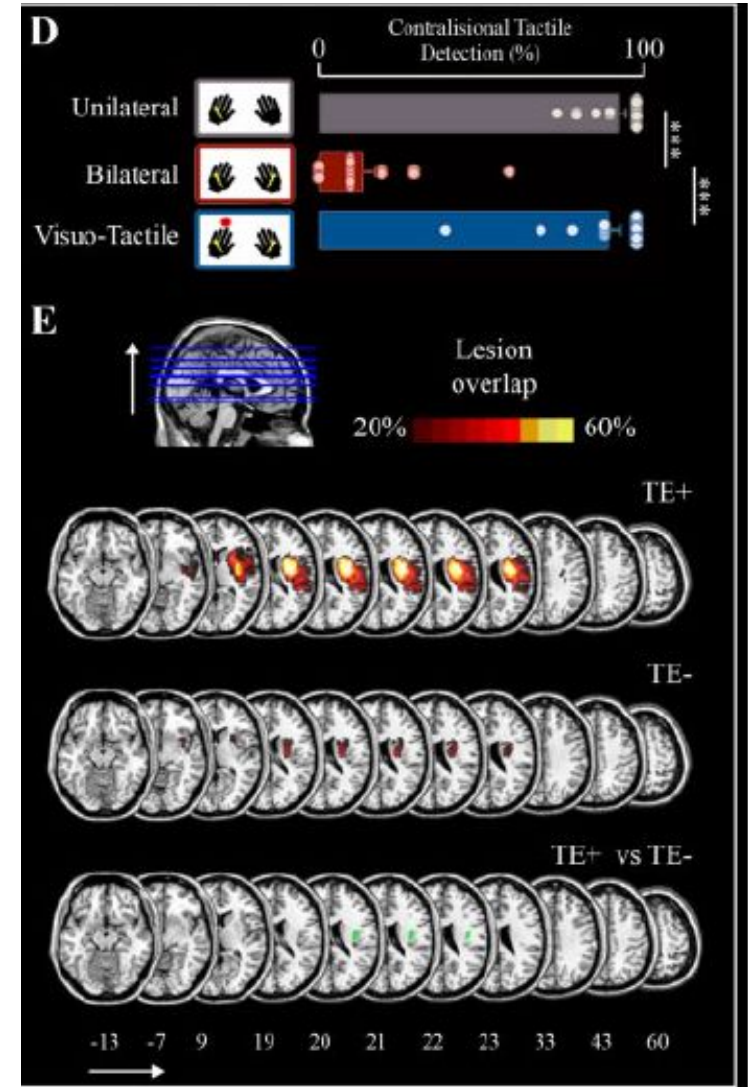 D
Contralisional Tactile
Detection (%)
0
100
Unilateral
Bilateral
Visuo-Tactile
***
***
E
Lesion
overlap
20%
60%
TE+
TE-
TE+ vs TE-
-13 -7 9 19 20 21 22 23 33 43 60